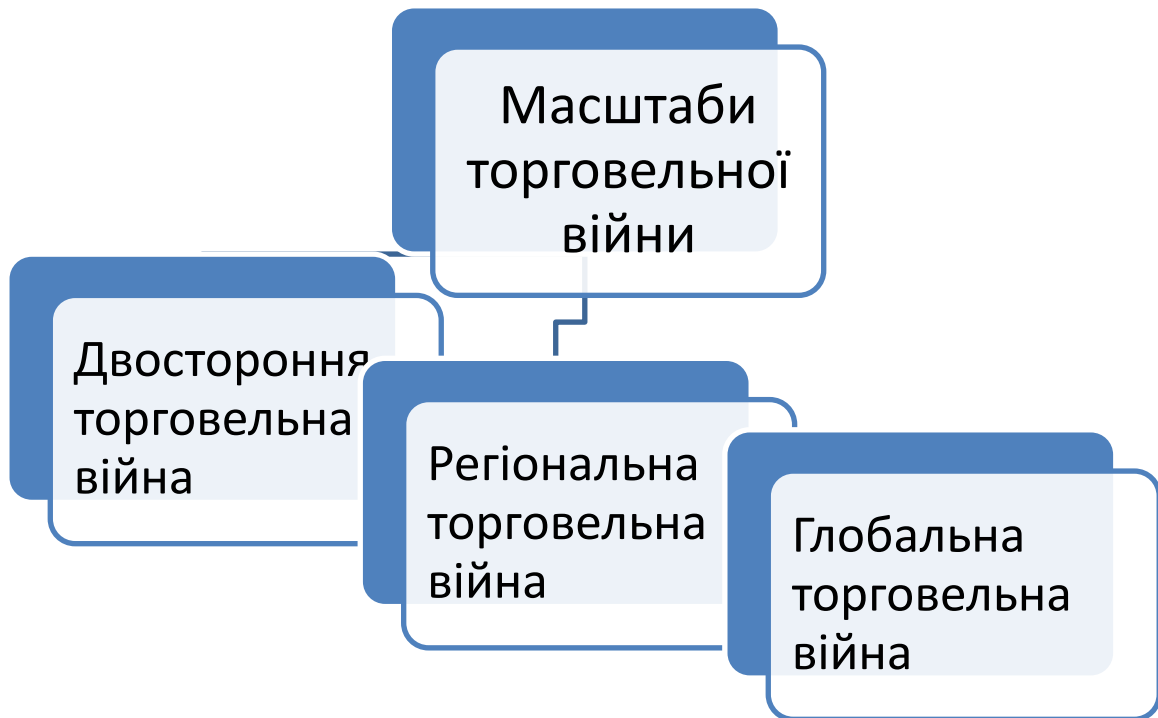 Масштаби
торговельної
війни
Двостороння
торговельна
війна
Регіональна
торговельна
війна
Глобальна
торговельна
війна